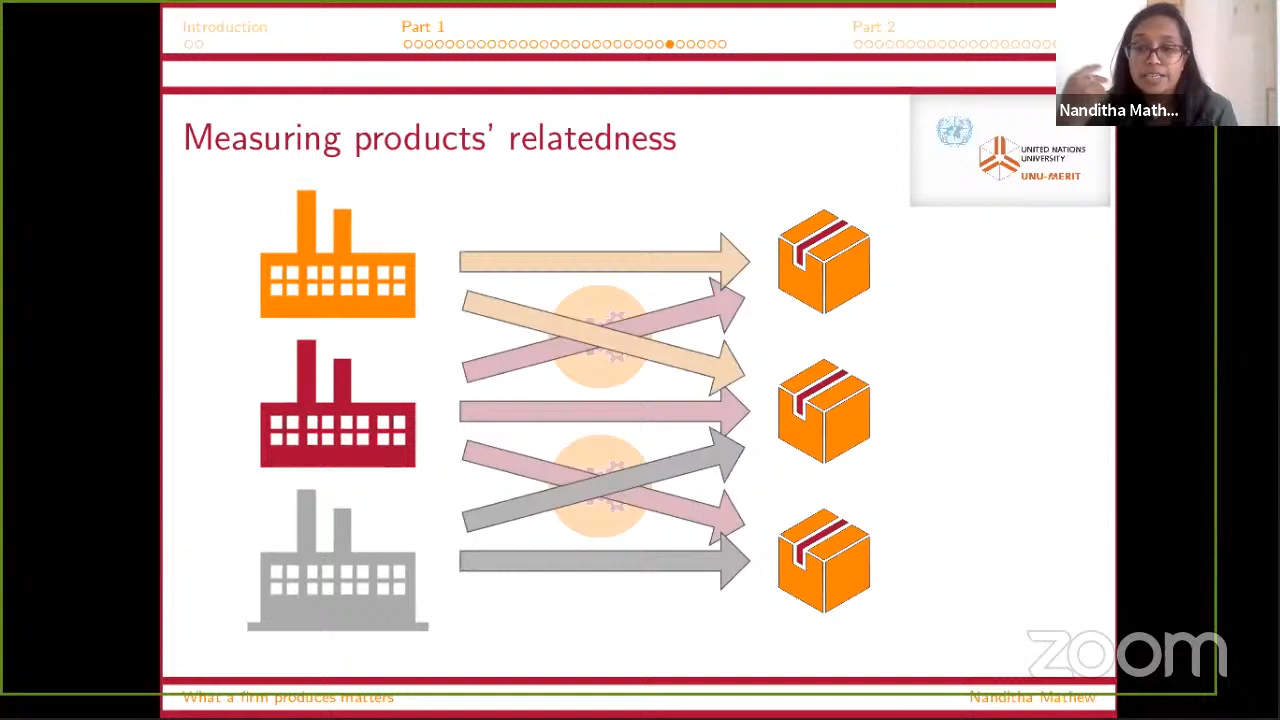 Introduction
Part 1
Part 2
Nanditha Math...
Measuring products' relatedness
UNITED NATIONS
UNIVERSITY
UNU-MERIT
zoom
What a firm produces matters
Nanditha Mathew